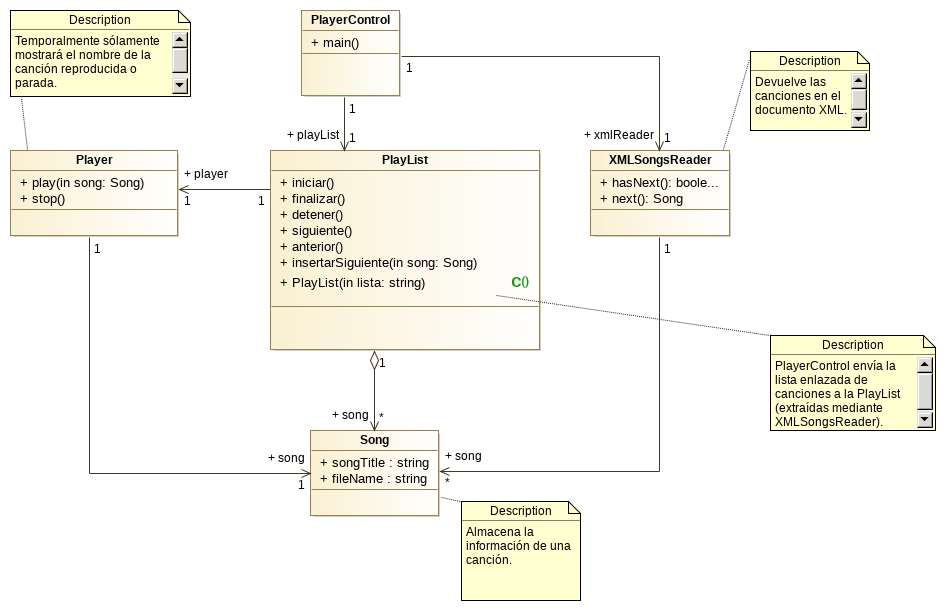 Description
Temporalmente sólamente
mostrará el nombre de la
canción reproducida o
parada.
PlayerControl
+ main()
1
1
Description
Devuelve las
canciones en el
documento XML.
+ playList
1
+ xmlReader
1
Player
+ play(in song: Song)
+ stop()
1
+ player
1
1
PlayList
+ iniciar()
+ finalizar()
+ detener()
+ siguiente()
+ anterior()
+ insertarSiguiente(in song: Song)
+ PlayList(in lista: string)
C()
XMLSongsReader
+ hasNext(): boole...
+ next(): Song
1
Description
PlayerControl envía la
lista enlazada de
canciones a la PlayList
(extraídas mediante
XMLSongsReader).
1
+ song
*
+ song
1
Song
+ songTitle : string
+ fileName : string
+ song
*
Description
Almacena la
información de una
canción.